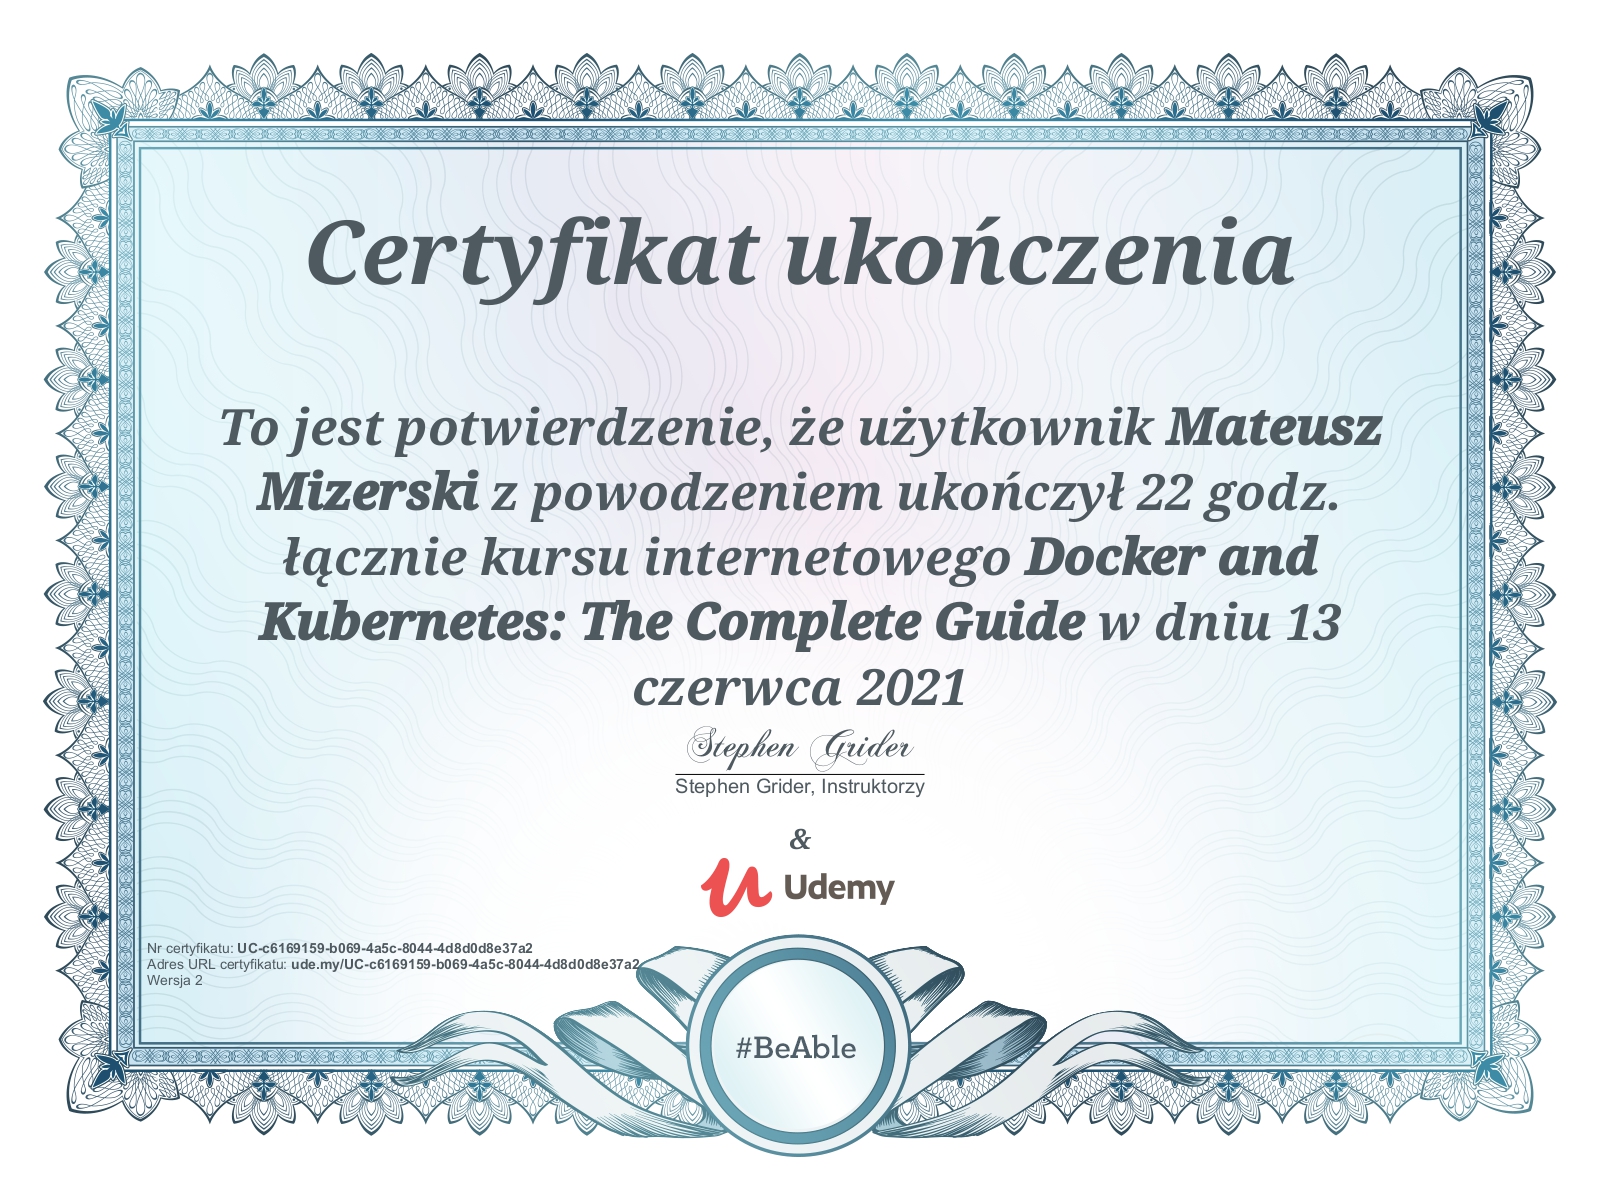 Certyfikat ukończenia
To jest potwierdzenie, że użytkownik Mateusz
Mizerski z powodzeniem ukończył 22 godz.
łącznie kursu internetowego Docker and
Kubernetes: The Complete Guide w dniu 13
czerwca 2021
Stephen Grider
Stephen Grider, Instruktorzy
&
Udemy
Nr certyfikatu: UC-c6169159-b069-4a5c-8044-4d8d0d8e37a2
Adres URL certyfikatu: ude.my/UC-c6169159-b069-4a5c-8044-4d8d0d8e37a2
Wersja 2
#BeAble